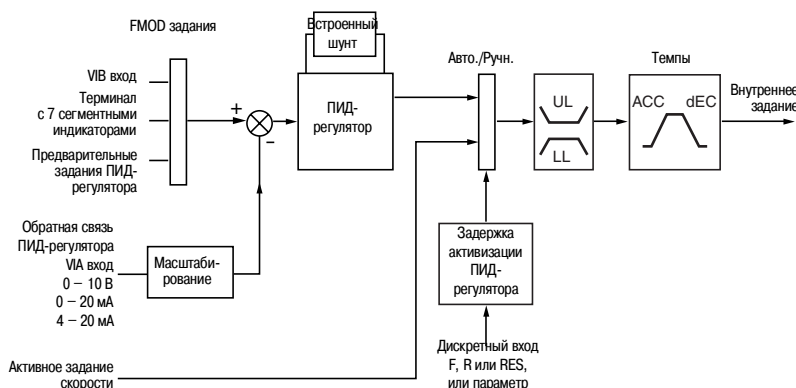 FMOD задания
VIB вход
Терминал
с 7 сегментными
индикаторами
Предварительные
задания ПИД-
регулятора
Обратная связь
ПИД-регулятора
VIA вход
0 – 10 В
0 – 20 мА
4 – 20 мА
Масштаби-
рование
Активное задание
скорости
+
-
Встроенный
шунт
ПИД-
регулятор
Авто./Ручн.
Задержка
активизации
ПИД-
регулятора
Дискретный вход
F, R или RES,
или параметр
UL
LL
Темпы
ACC dEC
Внутреннее
задание